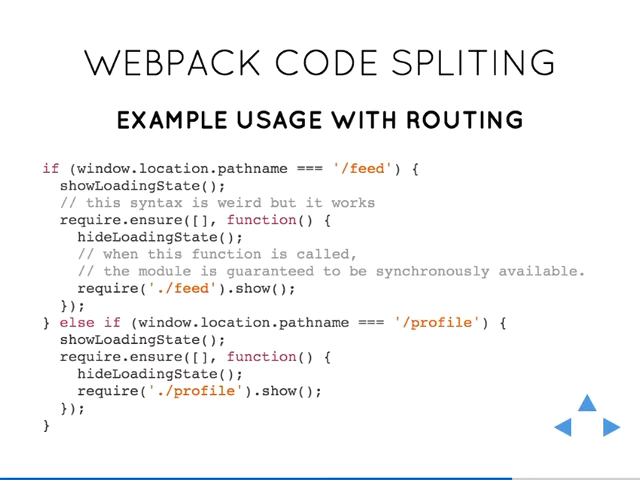 WEBPACK CODE SPLITING
EXAMPLE USAGE WITH ROUTING
if (window.location.pathname === '/feed') {
  showLoadingState();
  // this syntax is weird but it works
  require.ensure([], function() {
    hideLoadingState();
    // when this function is called,
    // the module is guaranteed to be synchronously available.
    require('./feed').show();
  });
} else if (window.location.pathname === '/profile') {
  showLoadingState();
  require.ensure([], function() {
    hideLoadingState();
    require('./profile').show();
  });
}